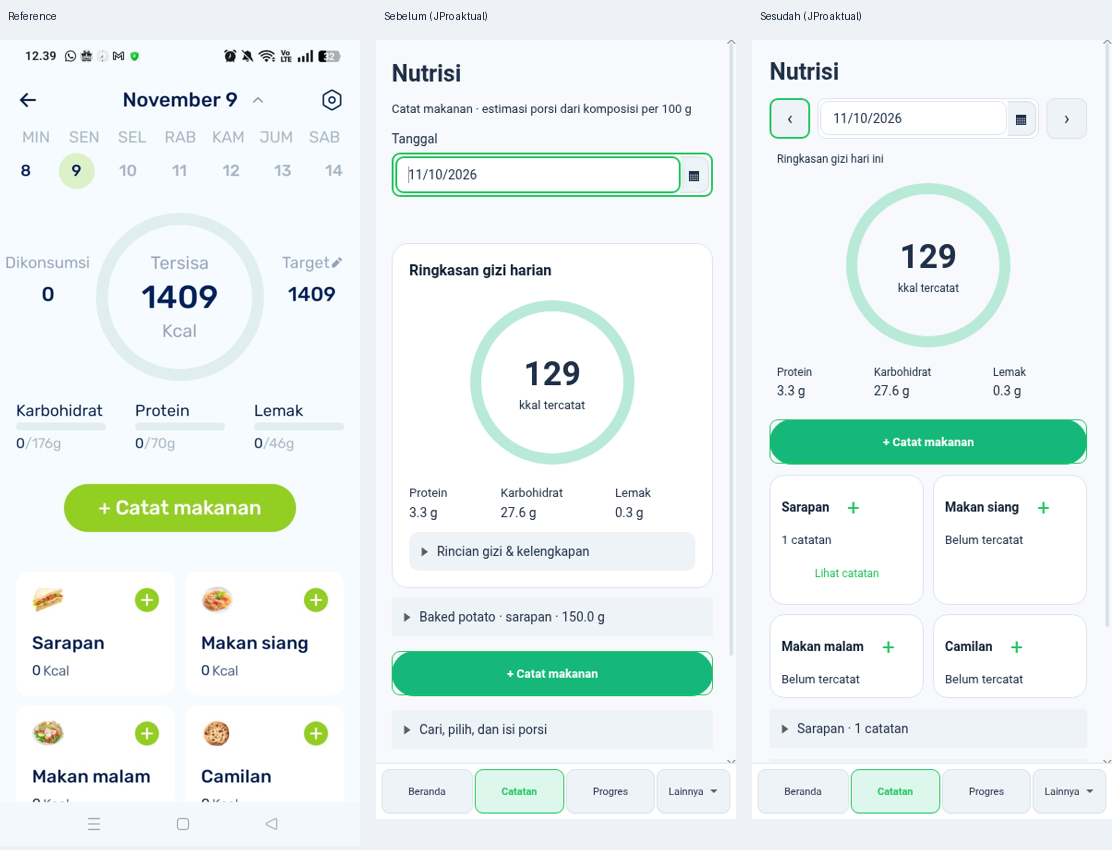 Reference
12.39
VoLTE
32
November 9
MIN SEN SEL RAB KAM JUM SAB
8 9 10 11 12 13 14
Dikonsumsi
0
Tersisa
1409
Kcal
Target
1409
Karbohidrat Protein Lemak
0/176g 0/70g 0/46g
+ Catat makanan
Sarapan
0 Kcal
Makan siang
0 Kcal
Makan malam
Camilan
Sebelum (JPro aktual)
Nutrisi
Catat makanan · estimasi porsi dari komposisi per 100 g
Tanggal
11/10/2026
Ringkasan gizi harian
129
kkal tercatat
Protein Karbohidrat Lemak
3.3 g 27.6 g 0.3 g
Rincian gizi & kelengkapan
Baked potato · sarapan · 150.0 g
+ Catat makanan
Cari, pilih, dan isi porsi
Beranda Catatan Progres Lainnya
Sesudah (JPro aktual)
Nutrisi
‹ 11/10/2026 ›
Ringkasan gizi hari ini
129
kkal tercatat
Protein Karbohidrat Lemak
3.3 g 27.6 g 0.3 g
+ Catat makanan
Sarapan +
1 catatan
Lihat catatan
Makan siang +
Belum tercatat
Makan malam +
Belum tercatat
Camilan +
Belum tercatat
Sarapan · 1 catatan
Beranda Catatan Progres Lainnya